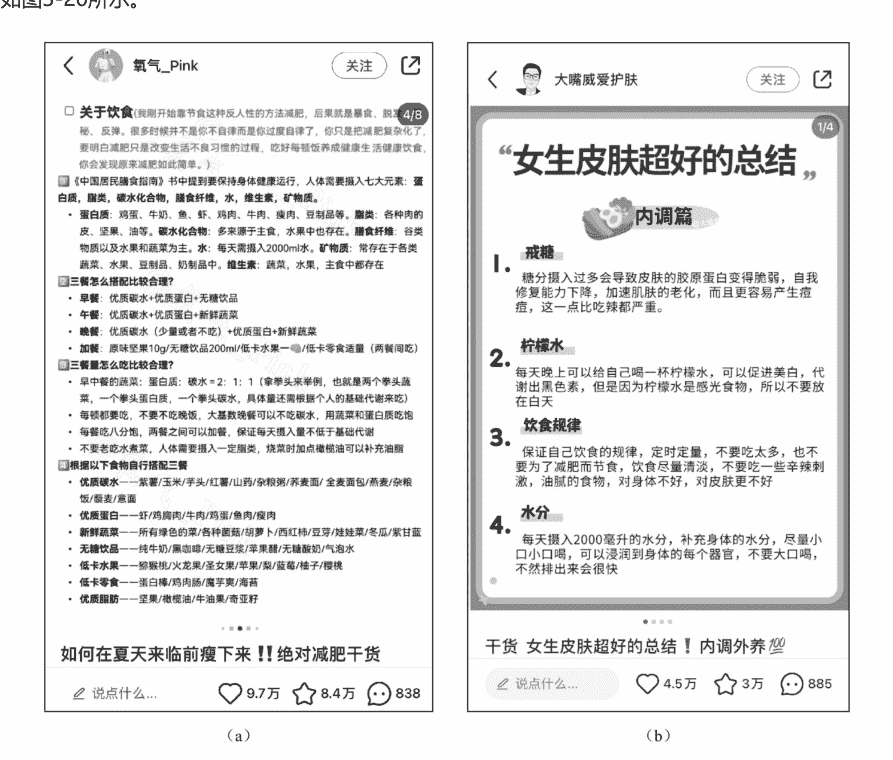 如图5-20所示。
氧气_Pink
关注
4/8
关于饮食(我刚开始靠节食这种反人性的方法减肥，后果就是暴食、脱发
秘、反弹。很多时候并不是你不自律而是你过度自律了，你只是把减肥复杂化了，
要明白减肥只是改变生活不良习惯的过程，吃好每顿饭养成健康生活健康饮食，
你会发现原来减肥如此简单。)
1《中国居民膳食指南》书中提到要保持身体健康运行，人体需要摄入七大元素：蛋
白质，脂类，碳水化合物，膳食纤维，水，维生素，矿物质。
• 蛋白质：鸡蛋、牛奶、鱼、虾、鸡肉、牛肉、瘦肉、豆制品等。脂类：各种肉的
皮、坚果、油等。碳水化合物：多来源于主食，水果中也存在。膳食纤维：谷类
物质以及水果和蔬菜为主。水：每天需摄入2000ml水。矿物质：常存在于各类
蔬菜、水果、豆制品、奶制品中。维生素：蔬菜，水果，主食中都存在
2三餐怎么搭配比较合理？
• 早餐：优质碳水+优质蛋白+无糖饮品
• 午餐：优质碳水+优质蛋白+新鲜蔬菜
• 晚餐：优质碳水（少量或者不吃）+优质蛋白+新鲜蔬菜
• 加餐：原味坚果10g/无糖饮品200ml/低卡水果一👊/低卡零食适量（两餐间吃）
3三餐量怎么吃比较合理？
• 早中餐的蔬菜：蛋白质：碳水＝2：1：1（拿拳头来举例，也就是两个拳头蔬
菜，一个拳头蛋白质，一个拳头碳水，具体量还需根据个人的基础代谢来吃）
• 每顿都要吃，不要不吃晚饭，大基数晚餐可以不吃碳水，用蔬菜和蛋白质吃饱
• 每餐吃八分饱，两餐之间可以加餐，保证每天摄入量不低于基础代谢
• 不要老吃水煮菜，人体需要摄入一定脂类，烧菜时加点橄榄油可以补充油脂
4根据以下食物自行搭配三餐
• 优质碳水——紫薯/玉米/芋头/红薯/山药/杂粮粥/荞麦面/ 全麦面包/燕麦/杂粮
饭/藜麦/意面
• 优质蛋白——虾/鸡胸肉/牛肉/鸡蛋/鱼肉/瘦肉
• 新鲜蔬菜——所有绿色的菜/各种菌菇/胡萝卜/西红柿/豆芽/娃娃菜/冬瓜/紫甘蓝
• 无糖饮品——纯牛奶/黑咖啡/无糖豆浆/苹果醋/无糖酸奶/气泡水
• 低卡水果——猕猴桃/火龙果/圣女果/苹果/梨/蓝莓/柚子/樱桃
• 低卡零食——蛋白棒/鸡肉肠/魔芋爽/海苔
• 优质脂肪——坚果/橄榄油/牛油果/奇亚籽
如何在夏天来临前瘦下来‼️绝对减肥干货
说点什么...
9.7万
8.4万
838
（a）
大嘴威爱护肤
关注
1/4
“女生皮肤超好的总结”
内调篇
1.
戒糖
糖分摄入过多会导致皮肤的胶原蛋白变得脆弱，自我
修复能力下降，加速肌肤的老化，而且更容易产生痘
痘，这一点比吃辣都严重。
2.
柠檬水
每天晚上可以给自己喝一杯柠檬水，可以促进美白，代
谢出黑色素，但是因为柠檬水是感光食物，所以不要放
在白天
3.
饮食规律
保证自己饮食的规律，定时定量，不要吃太多，也不
要为了减肥而节食，饮食尽量清淡，不要吃一些辛辣刺
激，油腻的食物，对身体不好，对皮肤更不好
4.
水分
每天摄入2000毫升的水分，补充身体的水分，尽量小
口小口喝，可以浸润到身体的每个器官，不要大口喝，
不然排出来会很快
干货 女生皮肤超好的总结❗内调外养💯
说点什么...
4.5万
3万
885
（b）